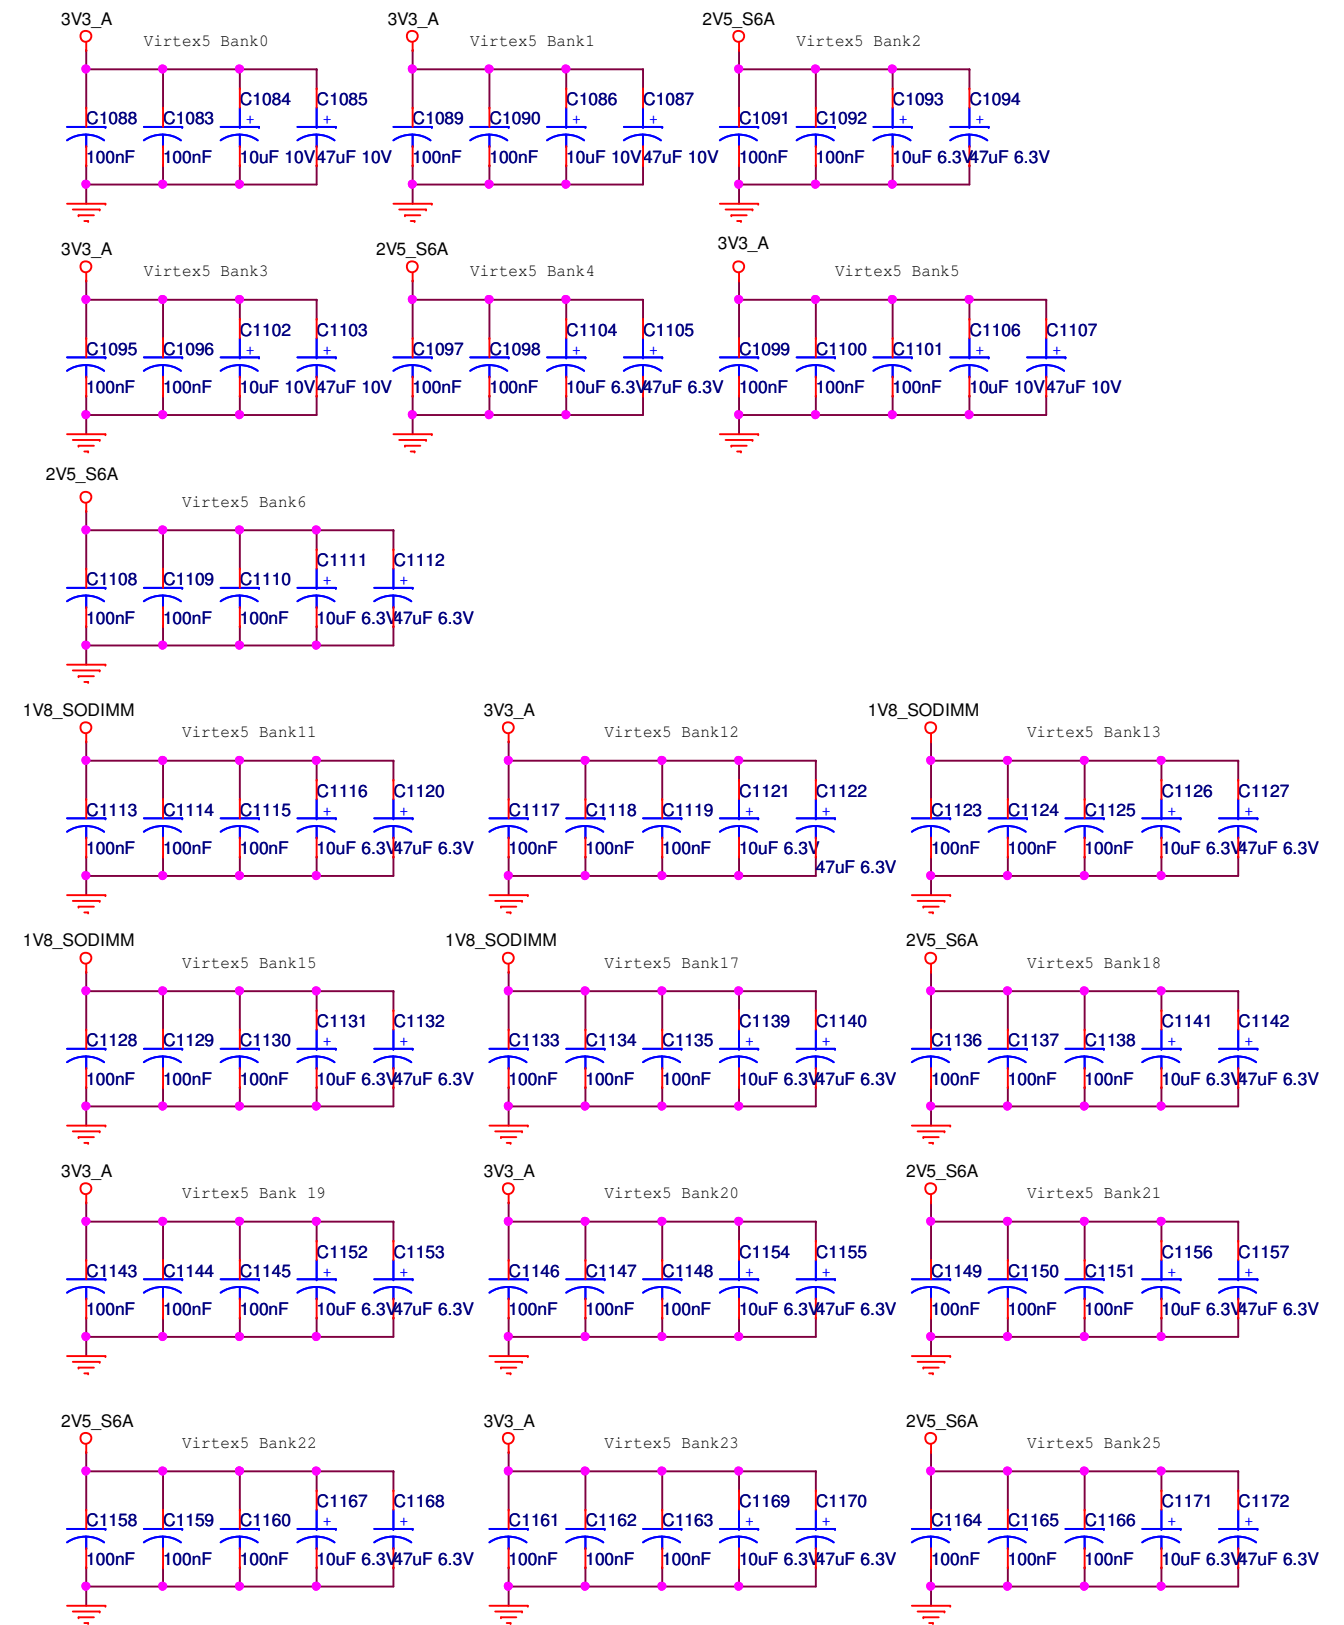 3V3_A 3V3_A 2V5_S6A
Virtex5 Bank0 Virtex5 Bank1 Virtex5 Bank2
C1084 C1085 C1086 C1087 C1093 C1094
C1088 C1083 + + C1089 C1090 + + C1091 C1092 + +
100nF 100nF 10uF 10V 47uF 10V 100nF 100nF 10uF 10V 47uF 10V 100nF 100nF 10uF 6.3V 47uF 6.3V
3V3_A 2V5_S6A 3V3_A
Virtex5 Bank3 Virtex5 Bank4 Virtex5 Bank5
C1102 C1103 C1104 C1105 C1106 C1107
C1095 C1096 + + C1097 C1098 + + C1099 C1100 C1101 + +
100nF 100nF 10uF 10V 47uF 10V 100nF 100nF 10uF 6.3V 47uF 6.3V 100nF 100nF 100nF 10uF 10V 47uF 10V
2V5_S6A
Virtex5 Bank6
C1111 C1112
C1108 C1109 C1110 + +
100nF 100nF 100nF 10uF 6.3V 47uF 6.3V
1V8_SODIMM 3V3_A 1V8_SODIMM
Virtex5 Bank11 Virtex5 Bank12 Virtex5 Bank13
C1116 C1120 C1121 C1122 C1126 C1127
C1113 C1114 C1115 + + C1117 C1118 C1119 + + C1123 C1124 C1125 + +
100nF 100nF 100nF 10uF 6.3V 47uF 6.3V 100nF 100nF 100nF 10uF 6.3V 100nF 100nF 100nF 10uF 6.3V 47uF 6.3V
47uF 6.3V
1V8_SODIMM 1V8_SODIMM 2V5_S6A
Virtex5 Bank15 Virtex5 Bank17 Virtex5 Bank18
C1131 C1132 C1139 C1140 C1141 C1142
C1128 C1129 C1130 + + C1133 C1134 C1135 + + C1136 C1137 C1138 + +
100nF 100nF 100nF 10uF 6.3V 47uF 6.3V 100nF 100nF 100nF 10uF 6.3V 47uF 6.3V 100nF 100nF 100nF 10uF 6.3V 47uF 6.3V
3V3_A 3V3_A 2V5_S6A
Virtex5 Bank 19 Virtex5 Bank20 Virtex5 Bank21
C1152 C1153 C1154 C1155 C1156 C1157
C1143 C1144 C1145 + + C1146 C1147 C1148 + + C1149 C1150 C1151 + +
100nF 100nF 100nF 10uF 6.3V 47uF 6.3V 100nF 100nF 100nF 10uF 6.3V 47uF 6.3V 100nF 100nF 100nF 10uF 6.3V 47uF 6.3V
2V5_S6A 3V3_A 2V5_S6A
Virtex5 Bank22 Virtex5 Bank23 Virtex5 Bank25
C1167 C1168 C1169 C1170 C1171 C1172
C1158 C1159 C1160 + + C1161 C1162 C1163 + + C1164 C1165 C1166 + +
100nF 100nF 100nF 10uF 6.3V 47uF 6.3V 100nF 100nF 100nF 10uF 6.3V 47uF 6.3V 100nF 100nF 100nF 10uF 6.3V 47uF 6.3V